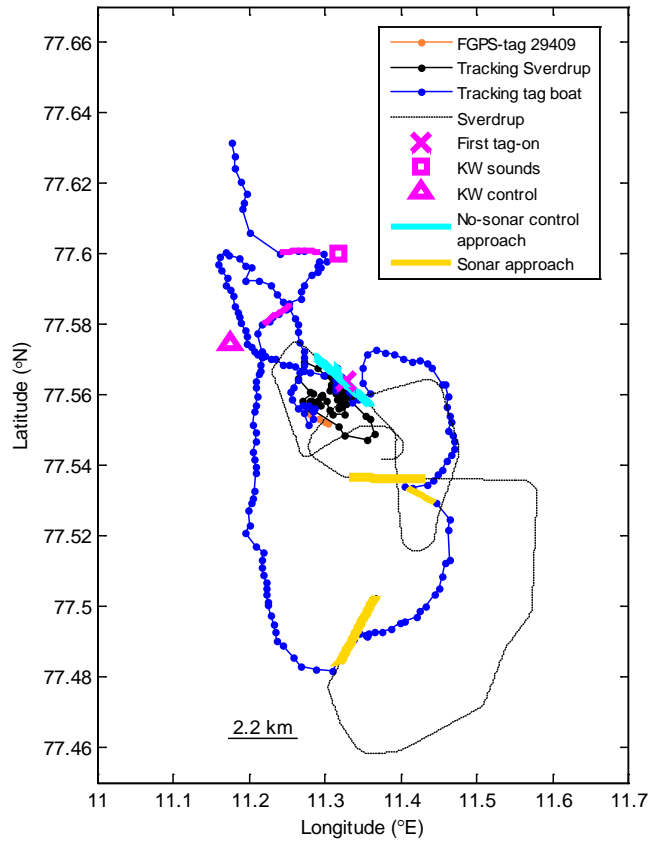 77.66
77.64
77.62
77.6
77.58
77.56
77.54
77.52
77.5
77.48
77.46
Latitude (°N)
FGPS-tag 29409
Tracking Sverdrup
Tracking tag boat
Sverdrup
First tag-on
KW sounds
KW control
No-sonar control
approach
Sonar approach
2.2 km
11
11.1
11.2
11.3
11.4
11.5
11.6
11.7
Longitude (°E)